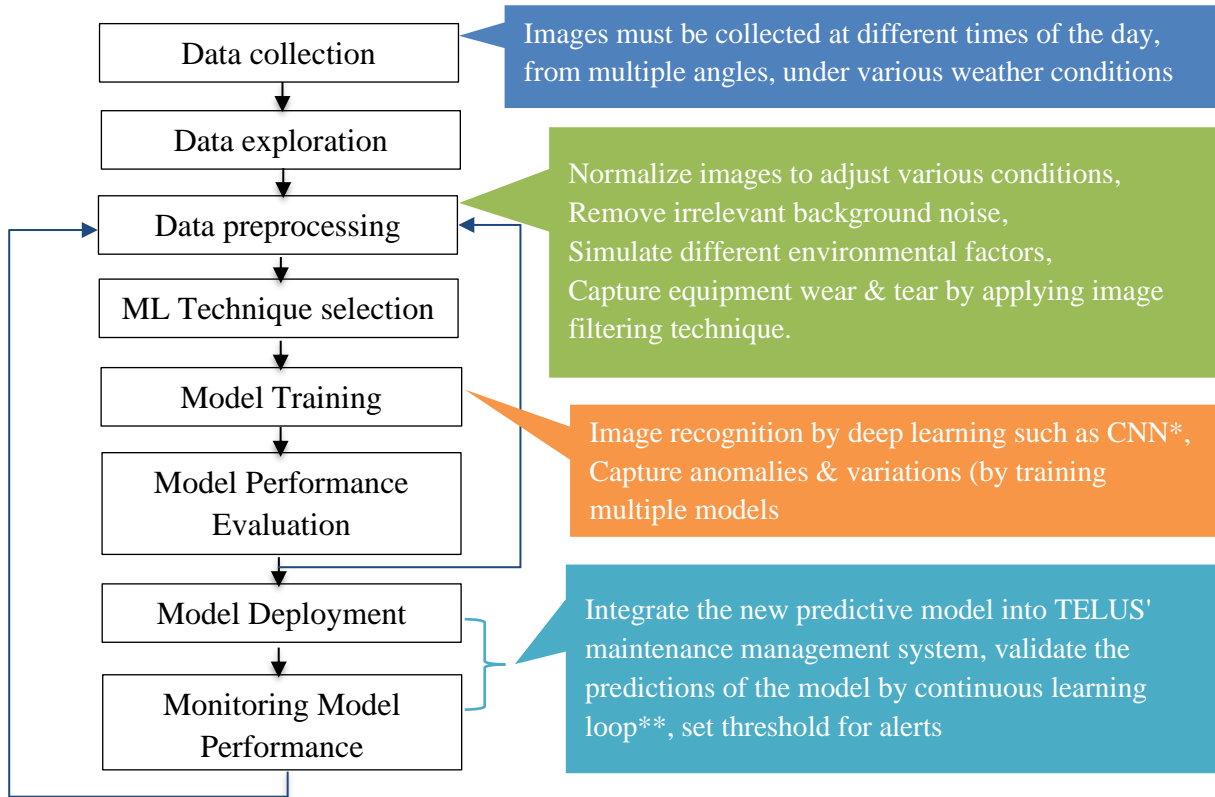 Data collection
Images must be collected at different times of the day,
from multiple angles, under various weather conditions
Data exploration
Data preprocessing
Normalize images to adjust various conditions,
Remove irrelevant background noise,
Simulate different environmental factors,
Capture equipment wear & tear by applying image
filtering technique.
ML Technique selection
Model Training
Image recognition by deep learning such as CNN*,
Capture anomalies & variations (by training
multiple models
Model Performance
Evaluation
Model Deployment
Integrate the new predictive model into TELUS'
maintenance management system, validate the
predictions of the model by continuous learning
loop**, set threshold for alerts
Monitoring Model
Performance